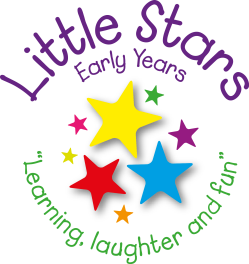 Little Stars
Early Years
"Learning, laughter and fun"